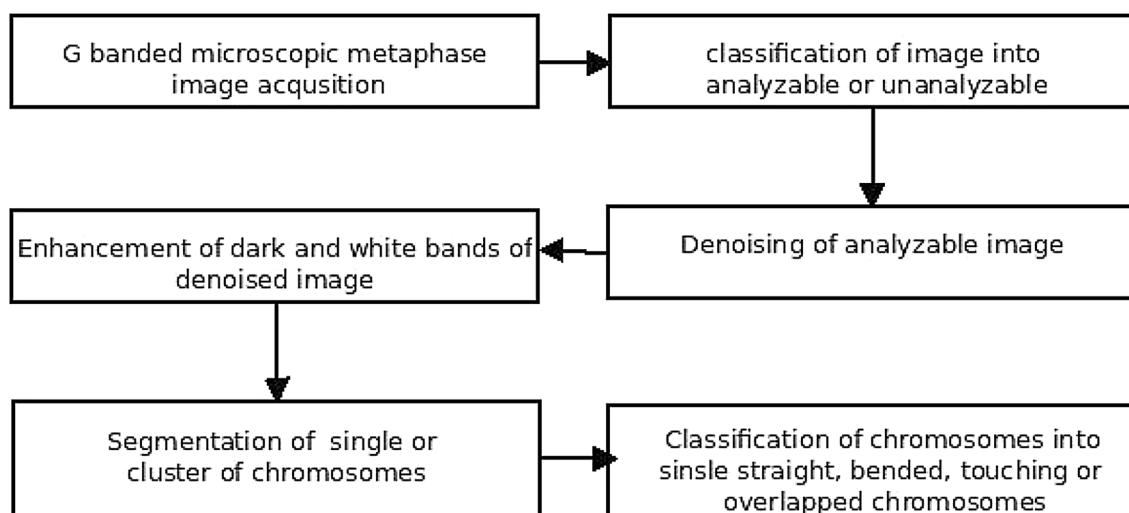 G banded microscopic metaphase
image acqusition
classification of image into
analyzable or unanalyzable
Denoising of analyzable image
Enhancement of dark and white bands of
denoised image
Segmentation of single or
cluster of chromosomes
Classification of chromosomes into
sinsle straight, bended, touching or
overlapped chromosomes